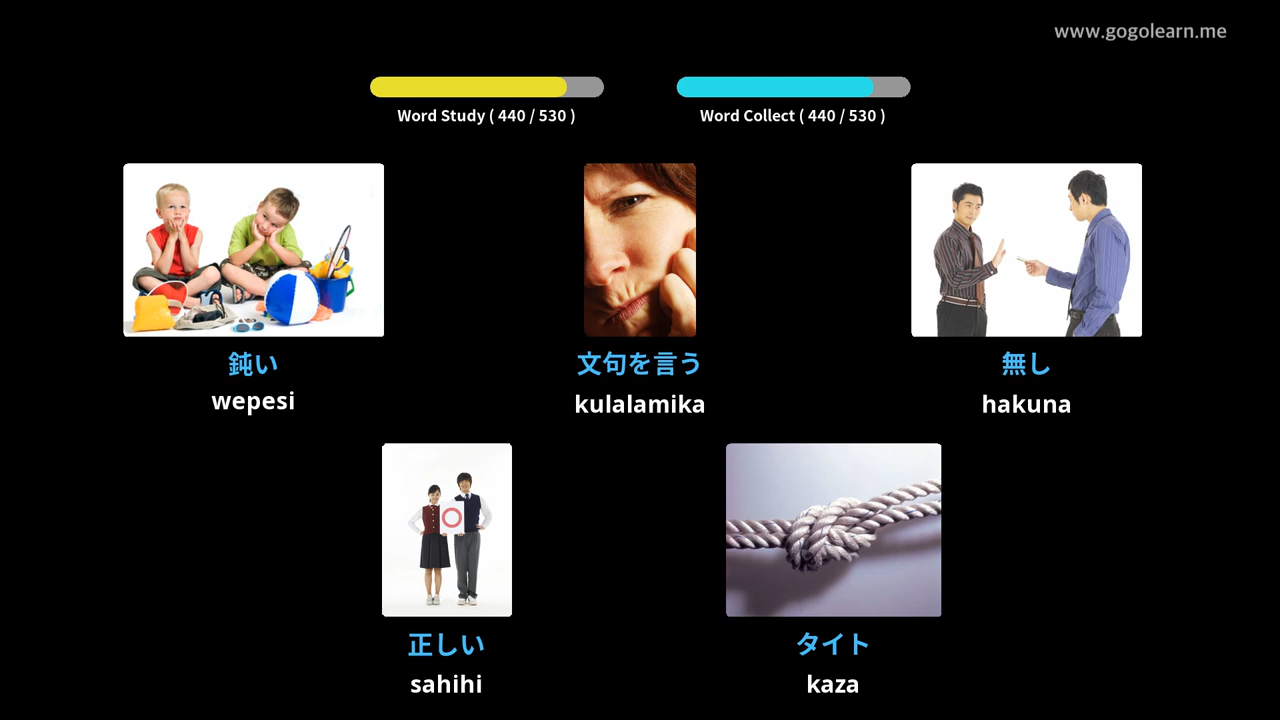 www.gogolearn.me
Word Study ( 440 / 530 )
Word Collect ( 440 / 530 )
鈍い
wepesi
文句を言う
kulalamika
無し
hakuna
正しい
sahihi
タイト
kaza